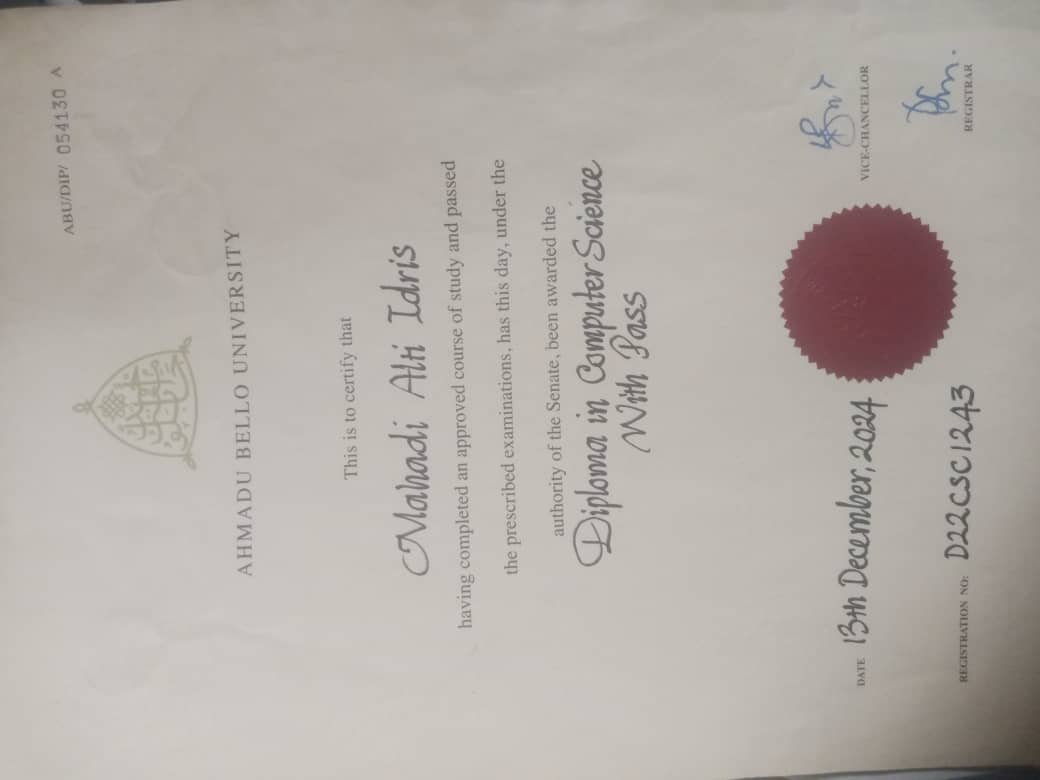 ABU/DIP/ 054130 A
AHMADU BELLO UNIVERSITY
This is to certify that
Mahadi Alti Idris
having completed an approved course of study and passed
the prescribed examinations, has this day, under the
authority of the Senate, been awarded the
Diploma in Computer Science
With Pass
DATE 13th December, 2024
VICE-CHANCELLOR
REGISTRATION NO: D22CSC1243
REGISTRAR